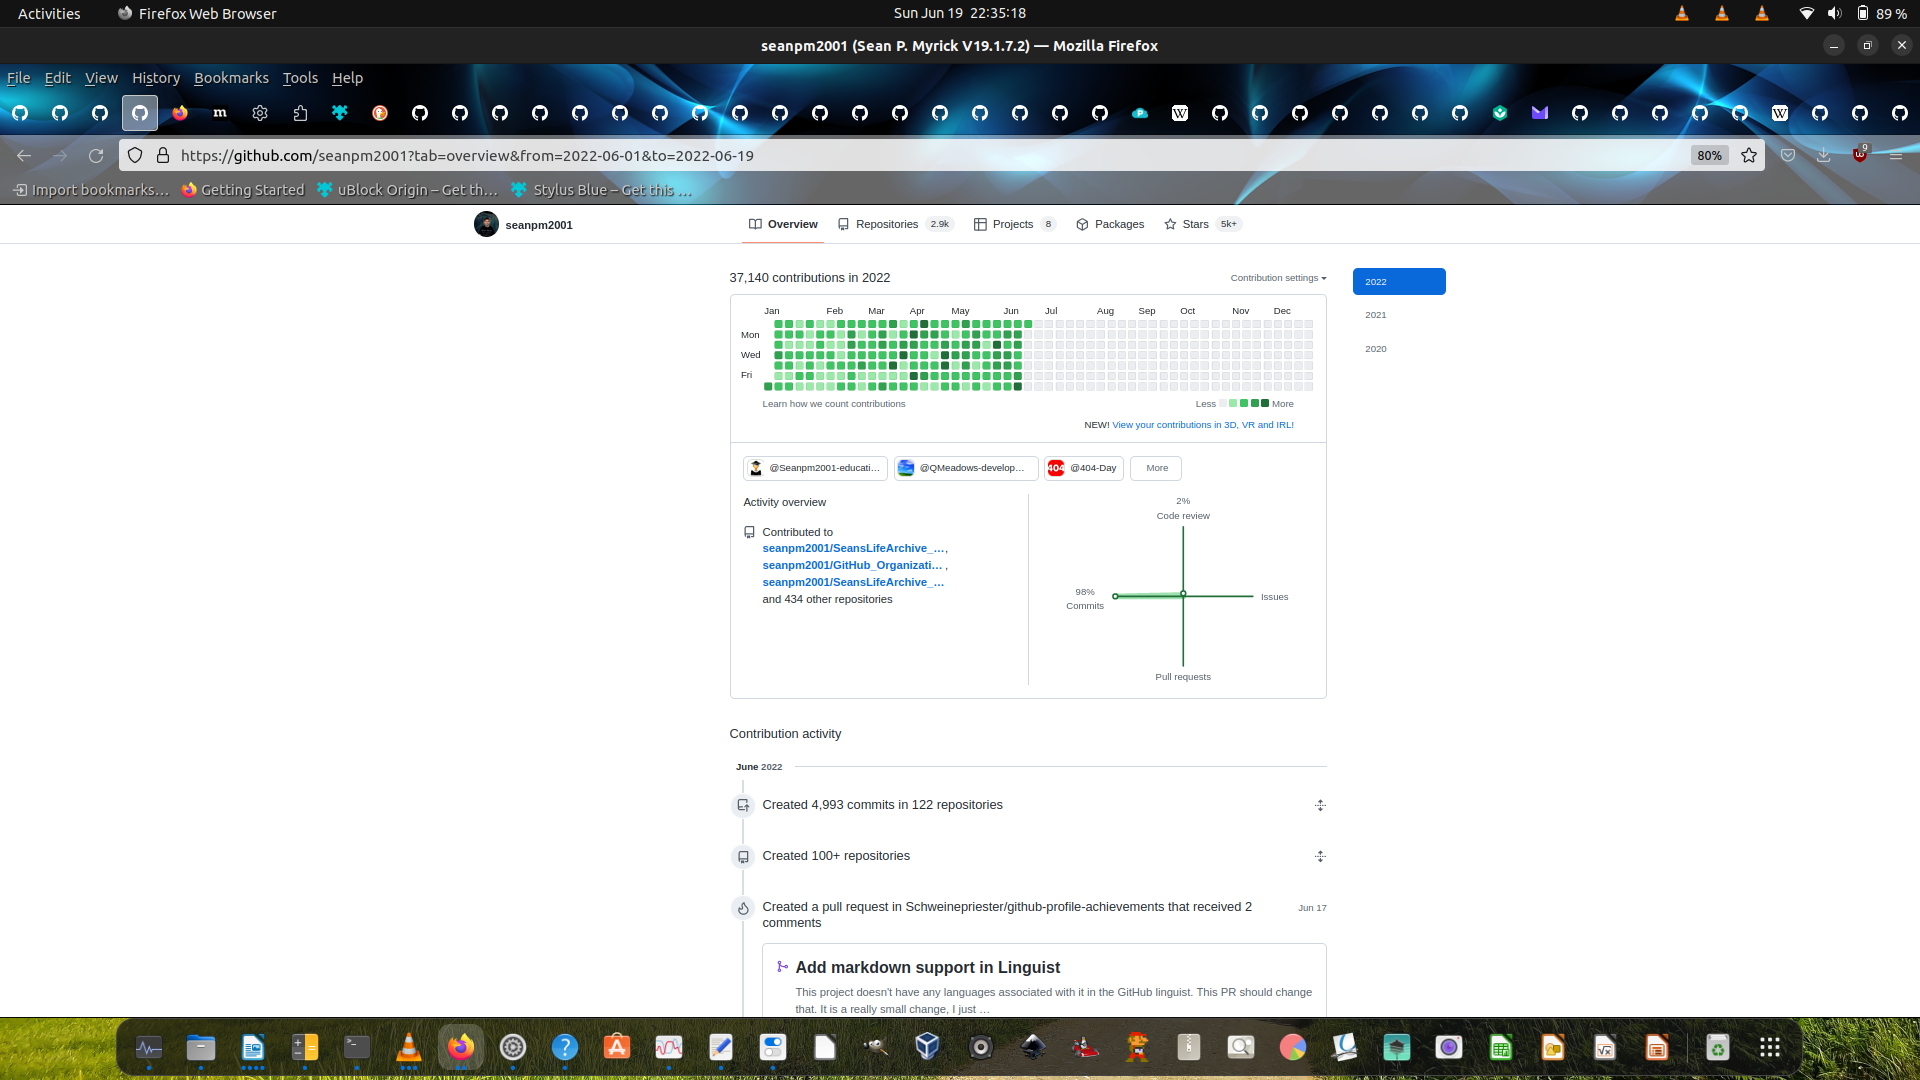 Activities
Firefox Web Browser
Sun Jun 19 22:35:18
89 %
seanpm2001 (Sean P. Myrick V19.1.7.2) — Mozilla Firefox
File Edit View History Bookmarks Tools Help
https://github.com/seanpm2001?tab=overview&from=2022-06-01&to=2022-06-19
80%
9
Import bookmarks… Getting Started uBlock Origin – Get th… Stylus Blue – Get this …
seanpm2001
Overview Repositories 2.9k Projects 8 Packages Stars 5k+
37,140 contributions in 2022
Contribution settings
2022
2021
2020
Jan Feb Mar Apr May Jun Jul Aug Sep Oct Nov Dec
Mon
Wed
Fri
Learn how we count contributions
Less More
NEW! View your contributions in 3D, VR and IRL!
@Seanpm2001-educati… @QMeadows-develop… 404 @404-Day More
Activity overview
Contributed to
seanpm2001/SeansLifeArchive_…,
seanpm2001/GitHub_Organizati… ,
seanpm2001/SeansLifeArchive_…
and 434 other repositories
2%
Code review
98%
Commits
Issues
Pull requests
Contribution activity
June 2022
Created 4,993 commits in 122 repositories
Created 100+ repositories
Created a pull request in Schweinepriester/github-profile-achievements that received 2
comments
Jun 17
Add markdown support in Linguist
This project doesn't have any languages associated with it in the GitHub linguist. This PR should change
that. It is a really small change, I just …